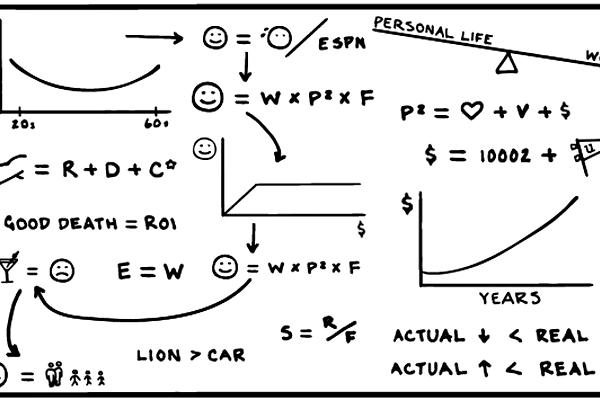 PERSONAL LIFE
= ESPN
= W x P² x F
20s 60s
P² = ♡ + V + $
= R + D + C☆
$ = 10002 +
$
GOOD DEATH = ROI
$
= E = W = W x P² x F
YEARS
S = R/F
ACTUAL ↓ < REAL
LION > CAR
ACTUAL ↑ < REAL
=